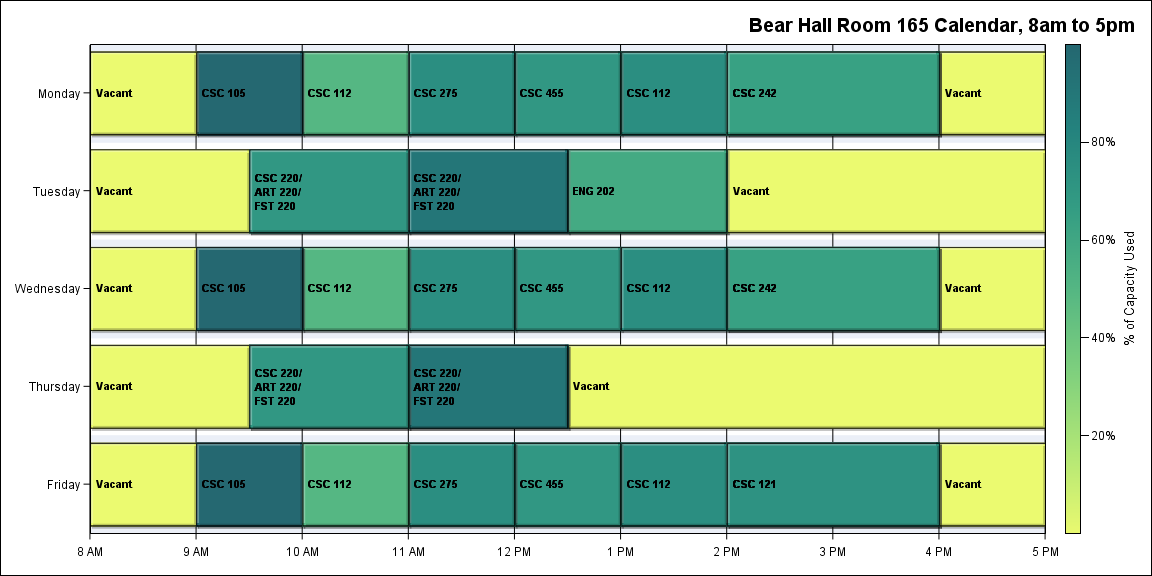 Bear Hall Room 165 Calendar, 8am to 5pm
Monday
Vacant
CSC 105
CSC 112
CSC 275
CSC 455
CSC 112
CSC 242
Vacant
Tuesday
Vacant
CSC 220/
ART 220/
FST 220
CSC 220/
ART 220/
FST 220
ENG 202
Vacant
Wednesday
Vacant
CSC 105
CSC 112
CSC 275
CSC 455
CSC 112
CSC 242
Vacant
Thursday
Vacant
CSC 220/
ART 220/
FST 220
CSC 220/
ART 220/
FST 220
Vacant
Friday
Vacant
CSC 105
CSC 112
CSC 275
CSC 455
CSC 112
CSC 121
Vacant
8 AM
9 AM
10 AM
11 AM
12 PM
1 PM
2 PM
3 PM
4 PM
5 PM
80%
60%
40%
20%
% of Capacity Used